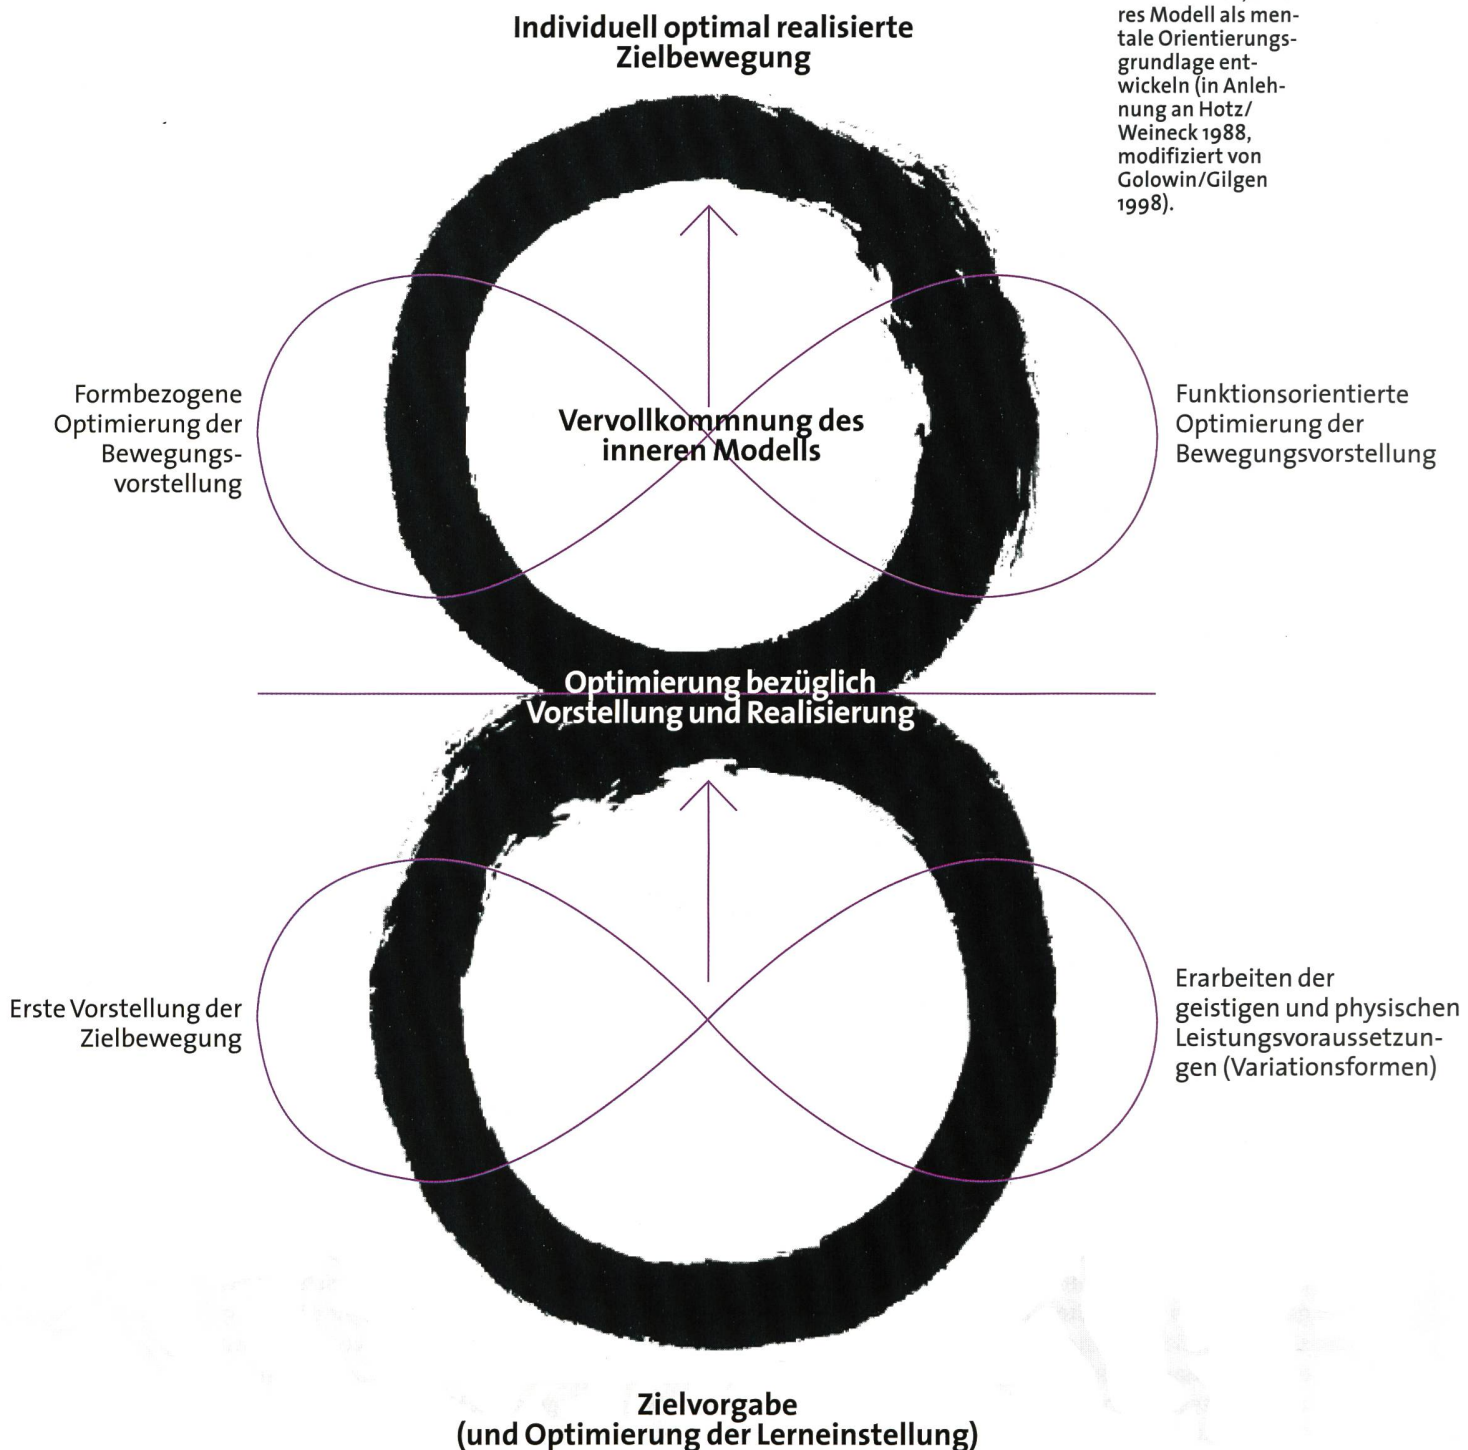 Individuell optimal realisierte
Zielbewegung
res Modell als men-
tale Orientierungs-
grundlage ent-
wickeln (in Anleh-
nung an Hotz/
Weineck 1988,
modifiziert von
Golowin/Gilgen
1998).
Formbezogene
Optimierung der
Bewegungs-
vorstellung
Vervollkommnung des
inneren Modells
Funktionsorientierte
Optimierung der
Bewegungsvorstellung
Optimierung bezüglich
Vorstellung und Realisierung
Erste Vorstellung der
Zielbewegung
Erarbeiten der
geistigen und physischen
Leistungsvoraussetzun-
gen (Variationsformen)
Zielvorgabe
(und Optimierung der Lerneinstellung)